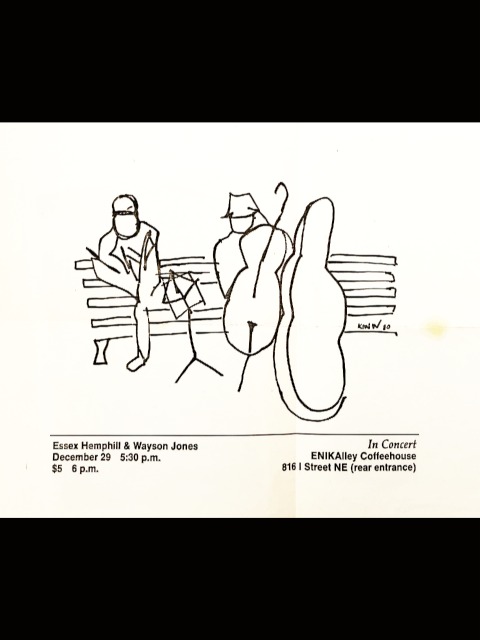 Essex Hemphill & Wayson Jones
December 29 5:30 p.m.
$5 6 p.m.
In Concert
ENIKAlley Coffeehouse
816 I Street NE (rear entrance)